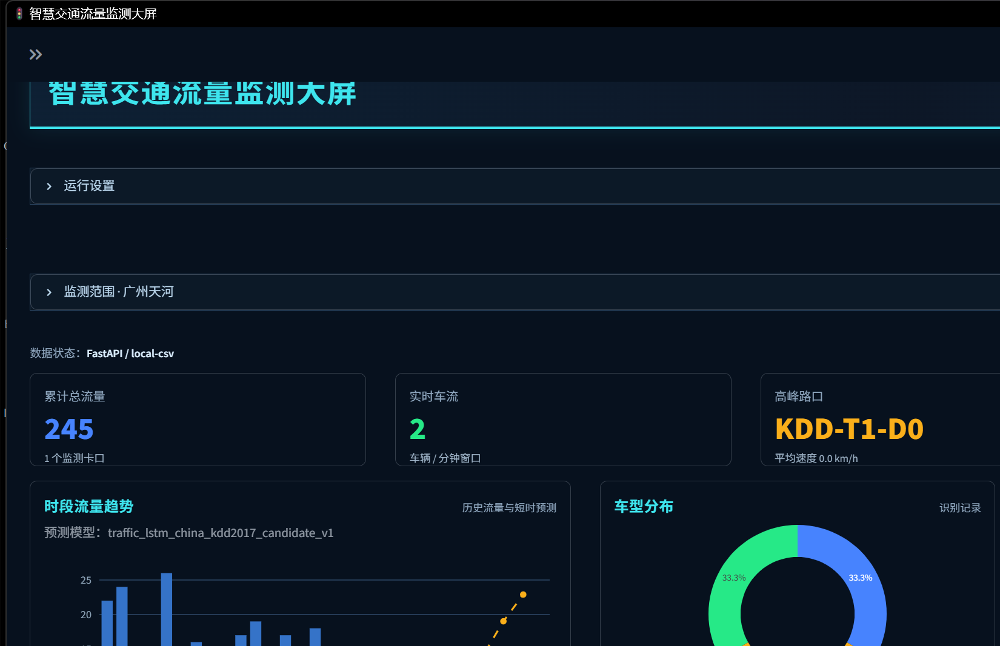 智慧交通流量监测大屏
智慧交通流量监测大屏
运行设置
监测范围 · 广州天河
数据状态：FastAPI / local-csv
累计总流量
245
1 个监测卡口
实时车流
2
车辆 / 分钟窗口
高峰路口
KDD-T1-D0
平均速度 0.0 km/h
时段流量趋势
历史流量与短时预测
预测模型：traffic_lstm_china_kdd2017_candidate_v1
25
20
车型分布
识别记录
33.3%
33.3%